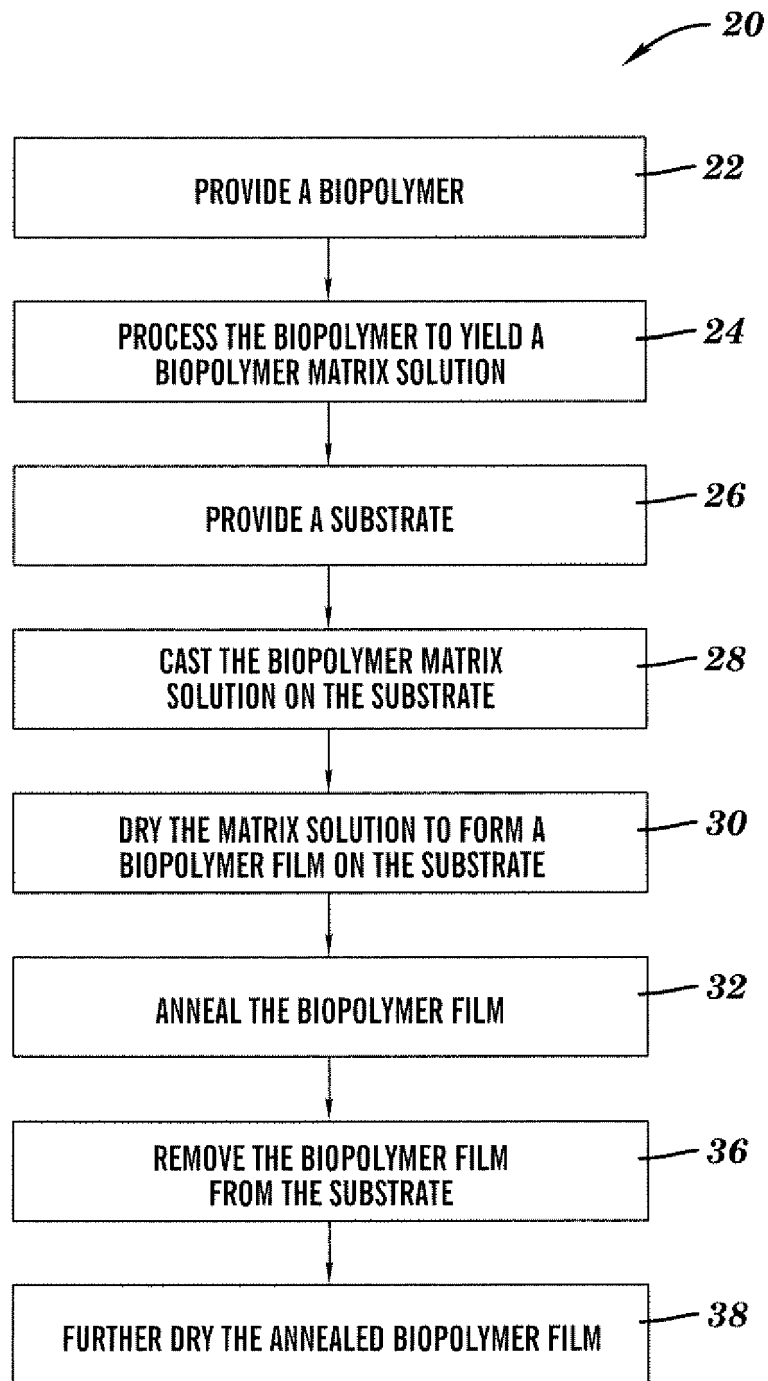 20
PROVIDE A BIOPOLYMER
22
PROCESS THE BIOPOLYMER TO YIELD A
BIOPOLYMER MATRIX SOLUTION
24
PROVIDE A SUBSTRATE
26
CAST THE BIOPOLYMER MATRIX
SOLUTION ON THE SUBSTRATE
28
DRY THE MATRIX SOLUTION TO FORM A
BIOPOLYMER FILM ON THE SUBSTRATE
30
ANNEAL THE BIOPOLYMER FILM
32
REMOVE THE BIOPOLYMER FILM
FROM THE SUBSTRATE
36
FURTHER DRY THE ANNEALED BIOPOLYMER FILM
38